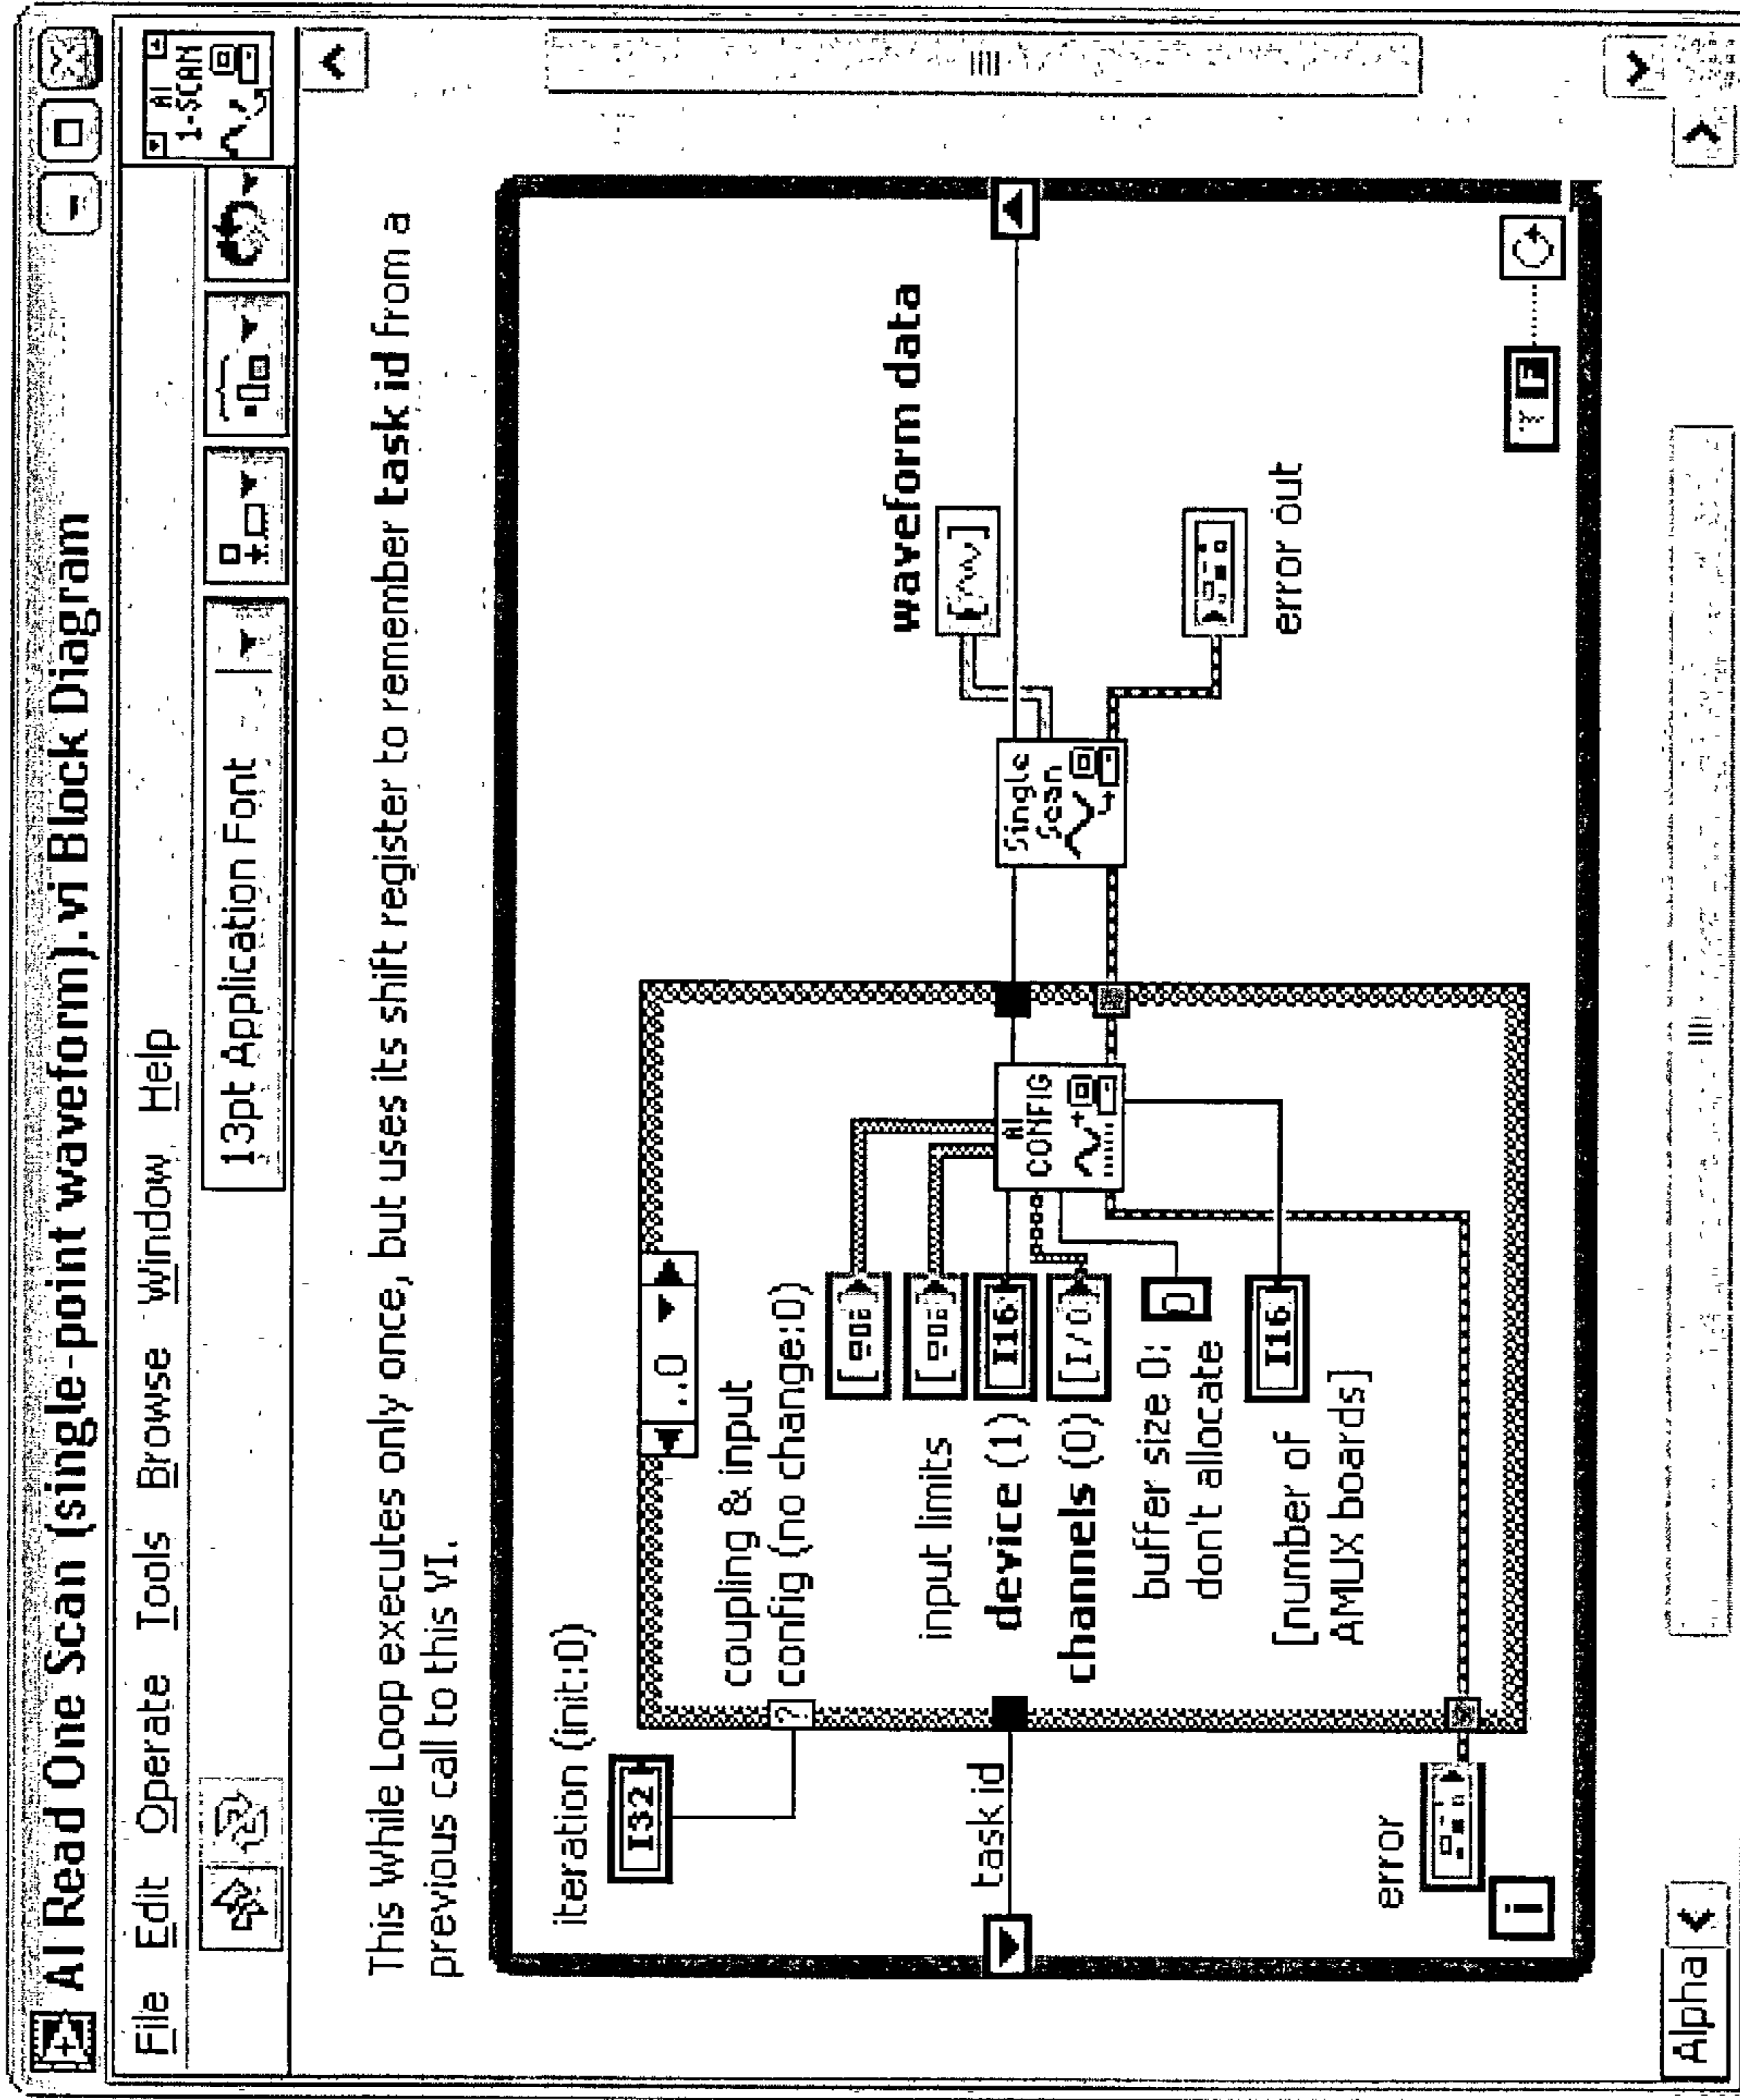 AI Read One Scan (single-point waveform).vi Block Diagram
File Edit Operate Tools Browse Window Help
13pt Application Font
AI
1-SCAN
This While Loop executes only once, but uses its shift register to remember task id from a
previous call to this VI.
iteration (init:0)
I32
..0
?
coupling & input
config (no change:0)
input limits
device (1)
I16
channels (0)
[I/O]
buffer size 0:
don't allocate
0
[number of
AMUX boards]
I16
AI
CONFIG
task id
error
i
Single
Scan
waveform data
error out
F
Alpha